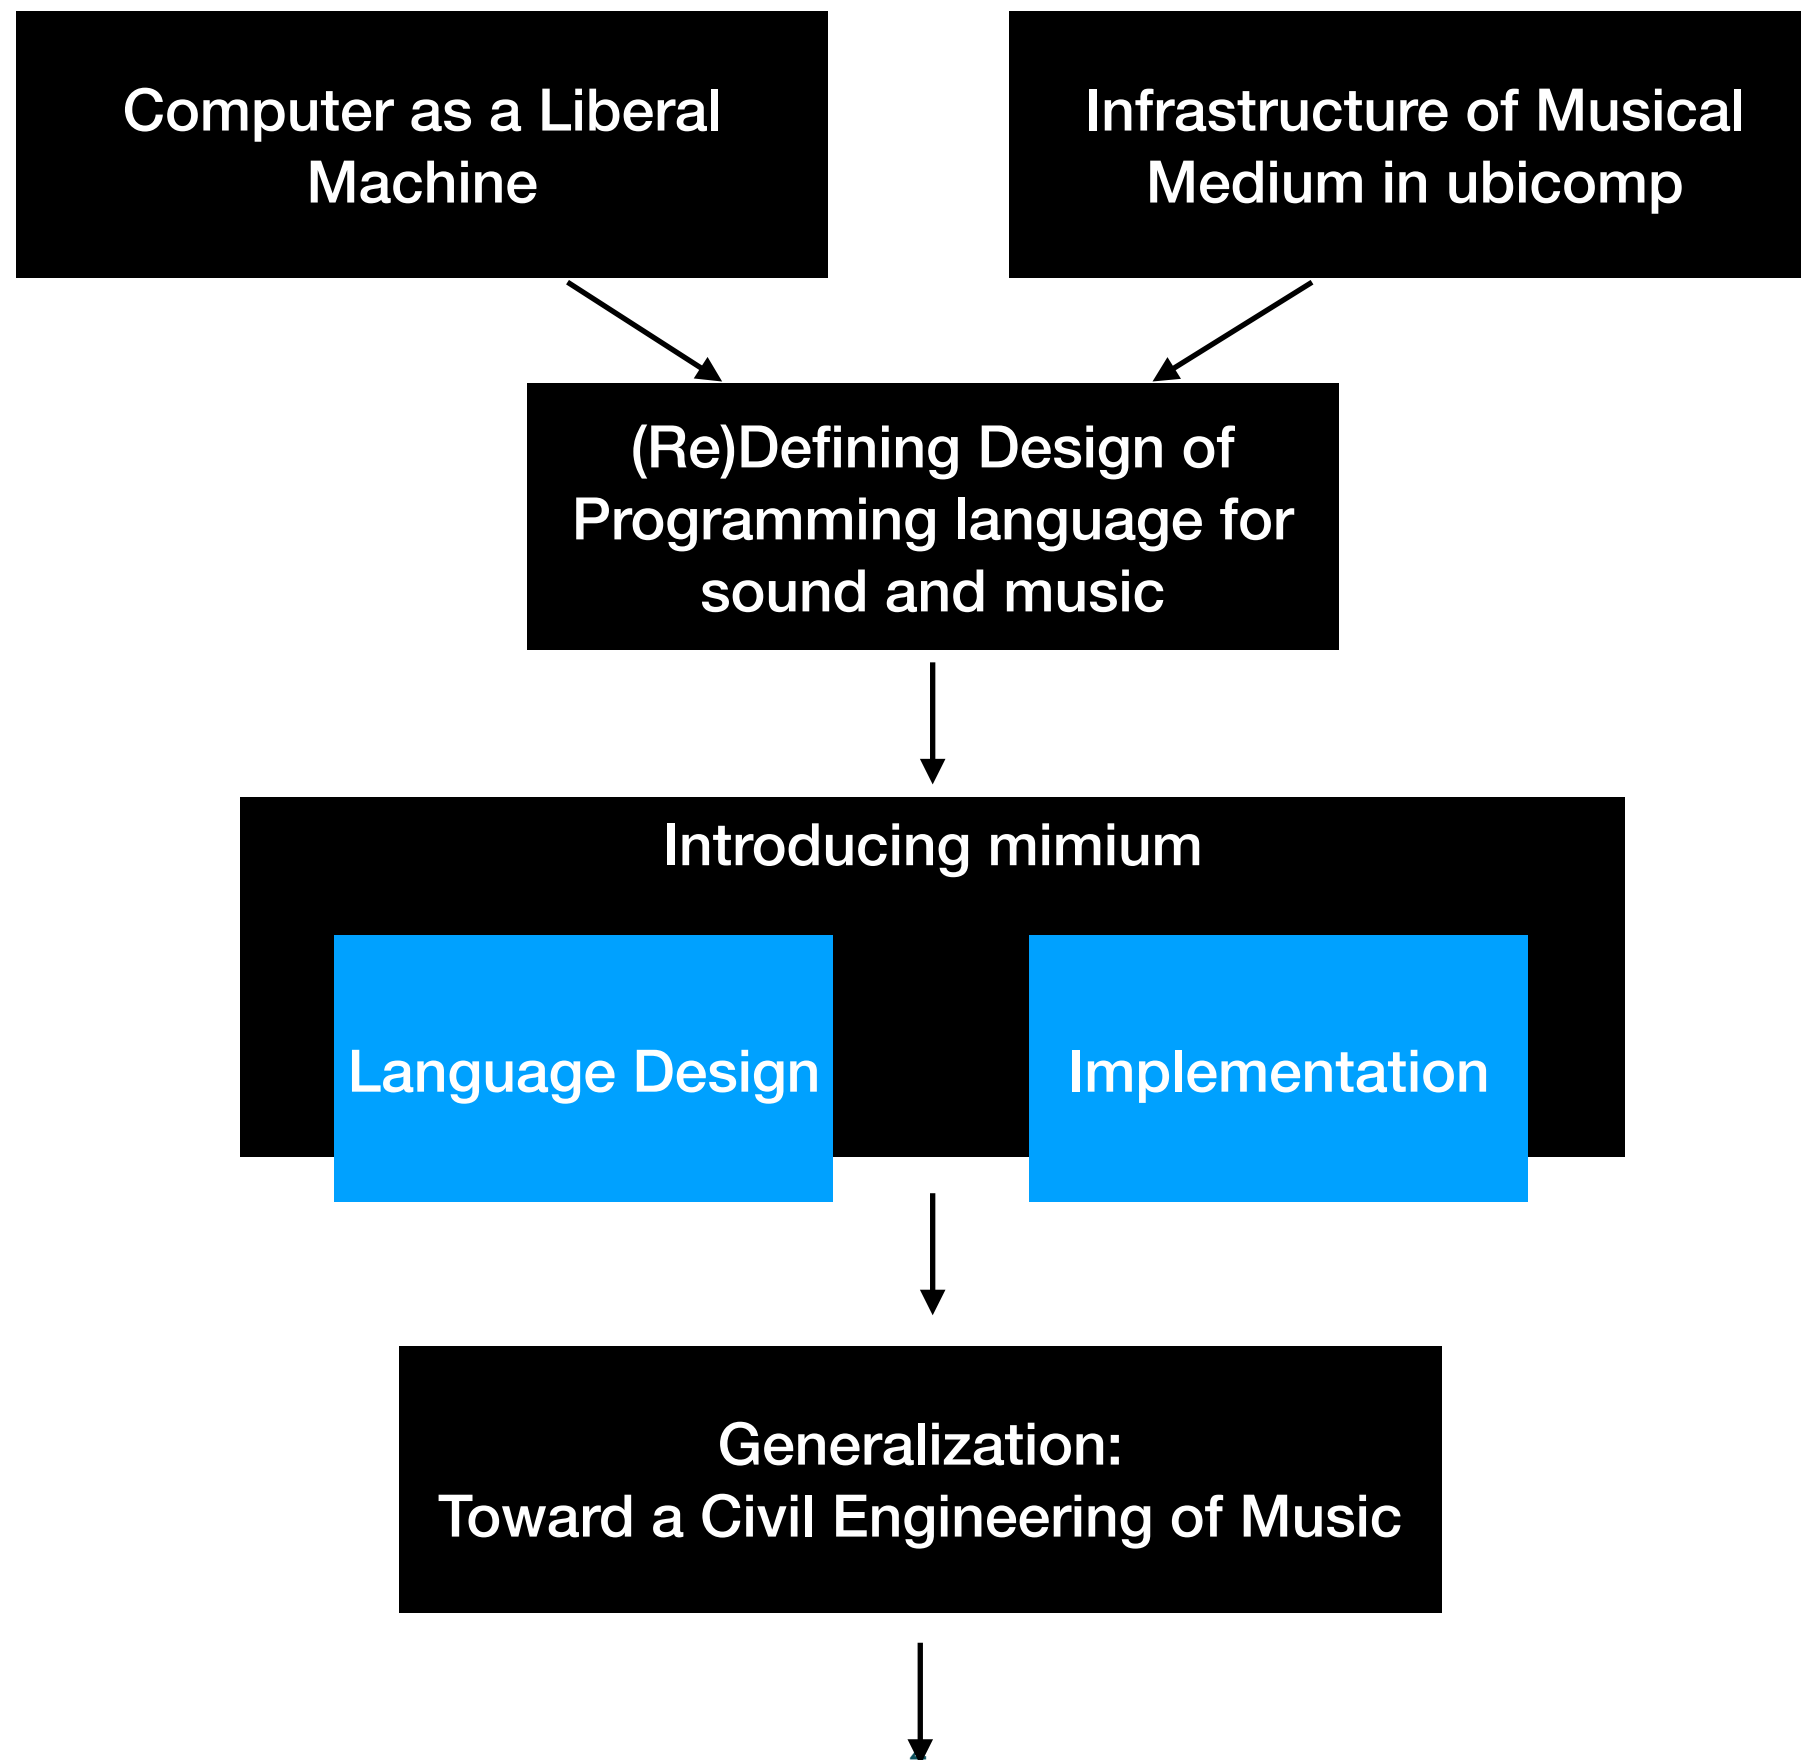 Computer as a Liberal
Machine
Infrastructure of Musical
Medium in ubicomp
(Re)Defining Design of
Programming language for
sound and music
Introducing mimium
Language Design
Implementation
Generalization:
Toward a Civil Engineering of Music